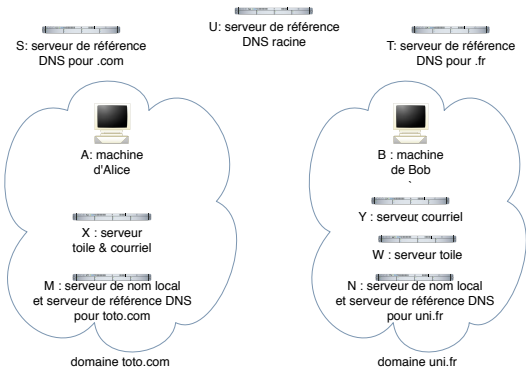 U: serveur de référence
DNS racine
S: serveur de référence
DNS pour .com
T: serveur de référence
DNS pour .fr
A: machine
d'Alice
B : machine
de Bob
`
X : serveur
toile & courriel
Y : serveur courriel
W : serveur toile
M : serveur de nom local
et serveur de référence DNS
pour toto.com
N : serveur de nom local
et serveur de référence DNS
pour uni.fr
domaine toto.com
domaine uni.fr